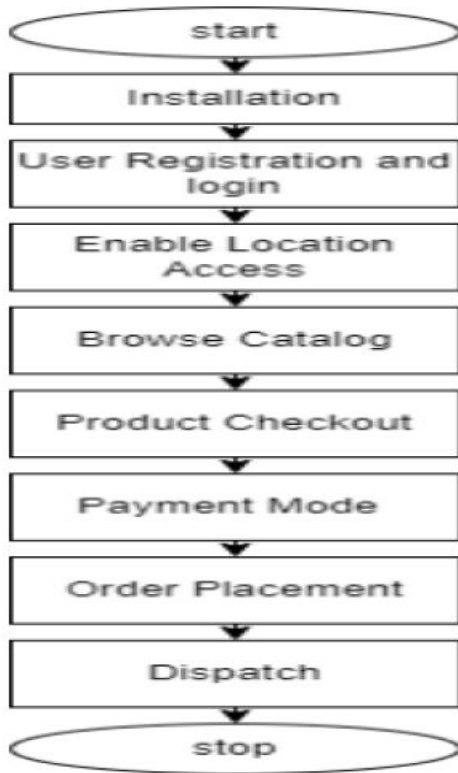 start
Installation
User Registration and
login
Enable Location
Access
Browse Catalog
Product Checkout
Payment Mode
Order Placement
Dispatch
stop